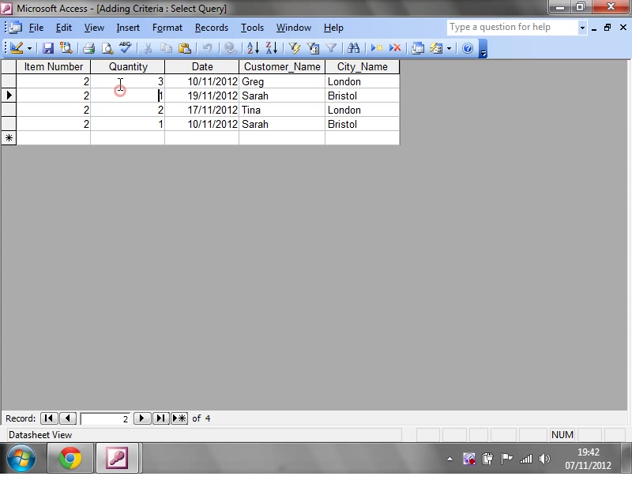 Microsoft Access - [Adding Criteria : Select Query]
File Edit View Insert Format Records Tools Window Help Type a question for help
Item Number Quantity Date Customer_Name City_Name
2 3 10/11/2012 Greg London
2 1 19/11/2012 Sarah Bristol
2 2 17/11/2012 Tina London
2 1 10/11/2012 Sarah Bristol
Record: 2 of 4
Datasheet View NUM
19:42
07/11/2012